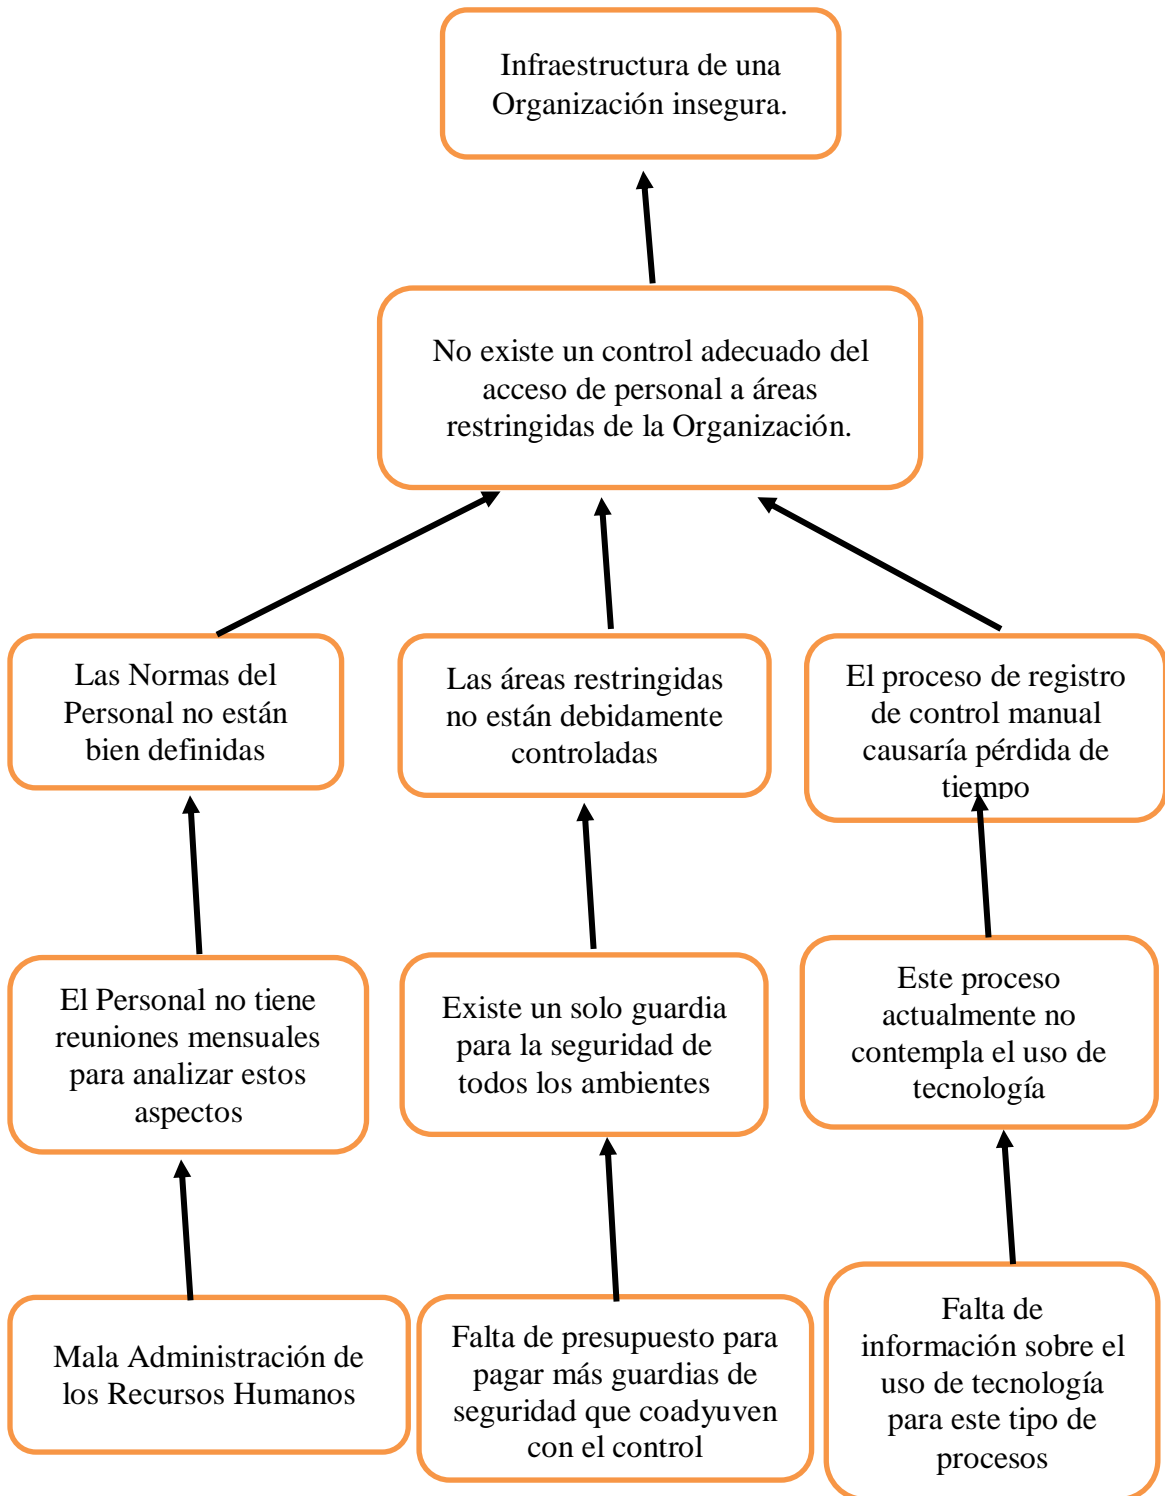 Infraestructura de una
Organización insegura.
No existe un control adecuado del
acceso de personal a áreas
restringidas de la Organización.
Las Normas del
Personal no están
bien definidas
Las áreas restringidas
no están debidamente
controladas
El proceso de registro
de control manual
causaría pérdida de
tiempo
El Personal no tiene
reuniones mensuales
para analizar estos
aspectos
Existe un solo guardia
para la seguridad de
todos los ambientes
Este proceso
actualmente no
contempla el uso de
tecnología
Mala Administración de
los Recursos Humanos
Falta de presupuesto para
pagar más guardias de
seguridad que coadyuven
con el control
Falta de
información sobre el
uso de tecnología
para este tipo de
procesos